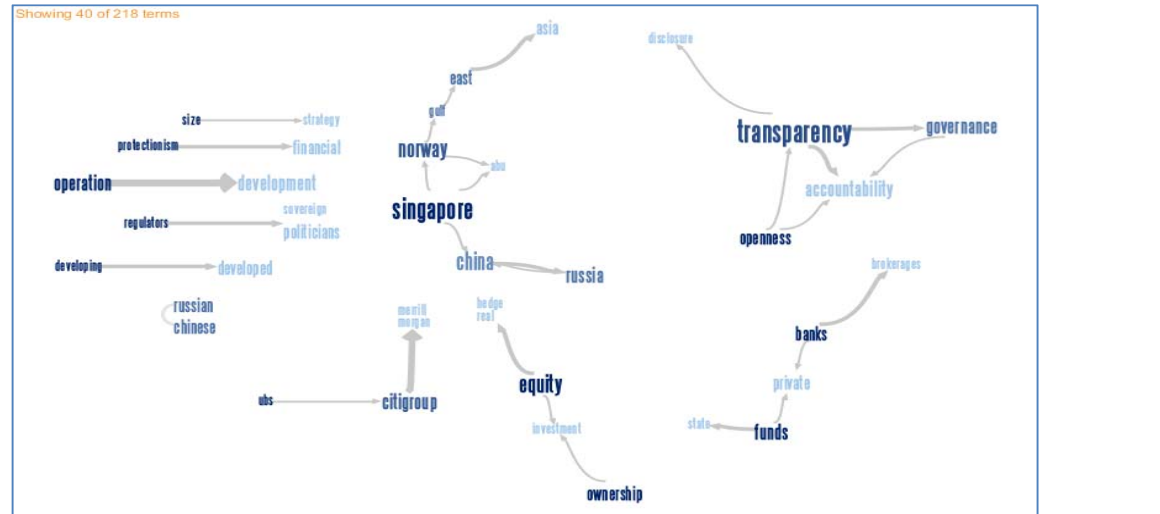 Showing 40 of 218 terms
asia
disclosure
east
gulf
size
strategy
transparency
governance
protectionism
financial
norway
abu
operation
development
accountability
sovereign
politicians
singapore
regulators
openness
developing
developed
china
russia
brokerages
russian
chinese
merrill
morgan
hedge
real
banks
equity
private
ubs
citigroup
investment
state
funds
ownership